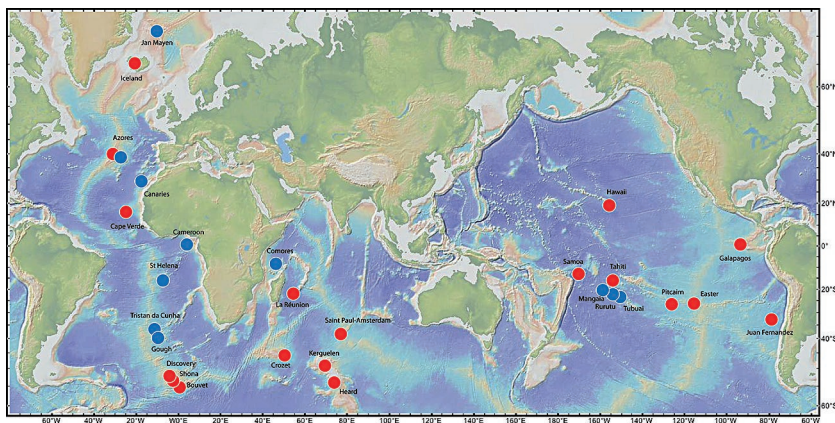 Jan Mayen
Iceland
60°N
Azores
40°N
Canaries
Hawaii
20°N
Cape Verde
Cameroon
0°
Comores
Galapagos
St Helena
Samoa
Tahiti
La Réunion
Pitcairn
Easter
20°S
Mangaia
Rurutu
Tubuai
Tristan da Cunha
Saint Paul-Amsterdam
Juan Fernandez
Gough
40°S
Discovery
Kerguelen
Shona
Crozet
Bouvet
Heard
60°S
60°W 40°W 20°W W0°E 20°E 40°E 60°E 80°E 100°E 120°E 140°E 160°E 180°E 160°W 140°W 120°W 100°W 80°W 60°W